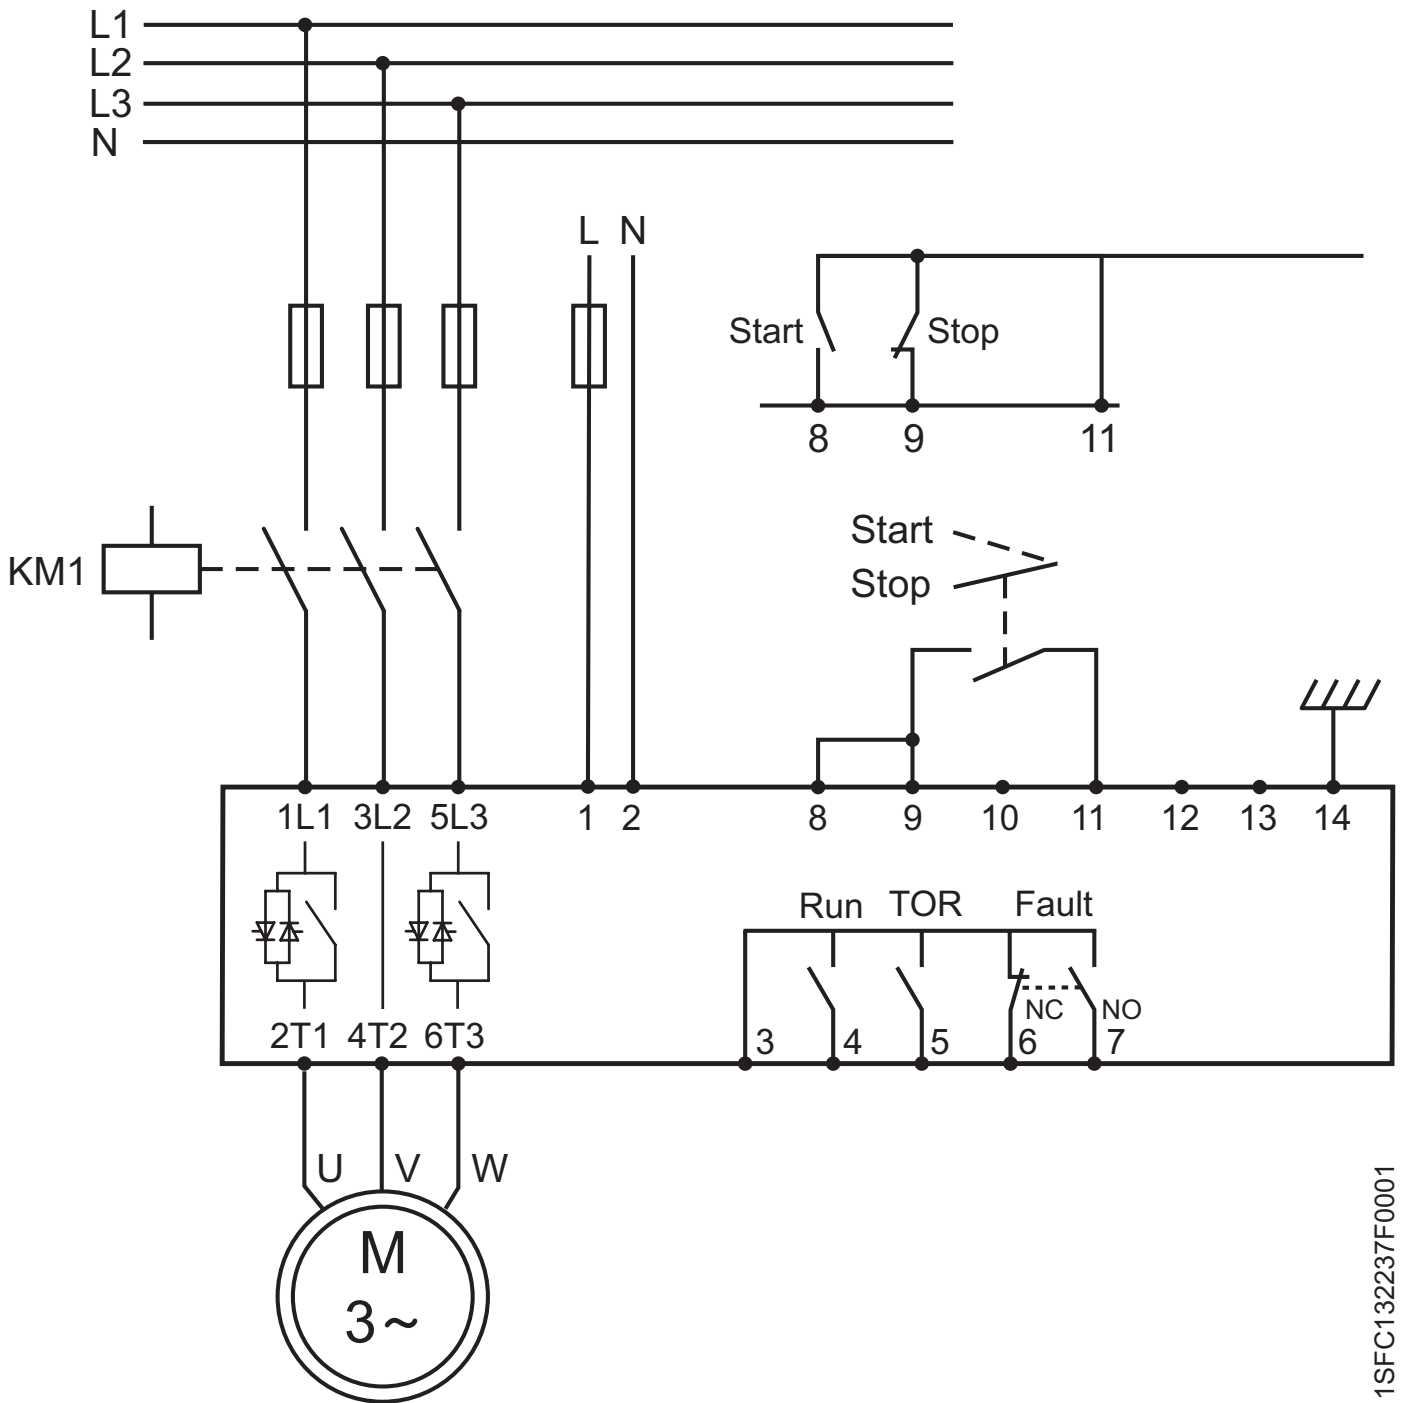 L1
L2
L3
N
L N
Start Stop
8 9 11
Start
KM1
Stop
1L1 3L2 5L3 1 2 8 9 10 11 12 13 14
Run TOR Fault
NC NO
2T1 4T2 6T3 3 4 5 6 7
U V W
M
3~
1SFC132237F0001